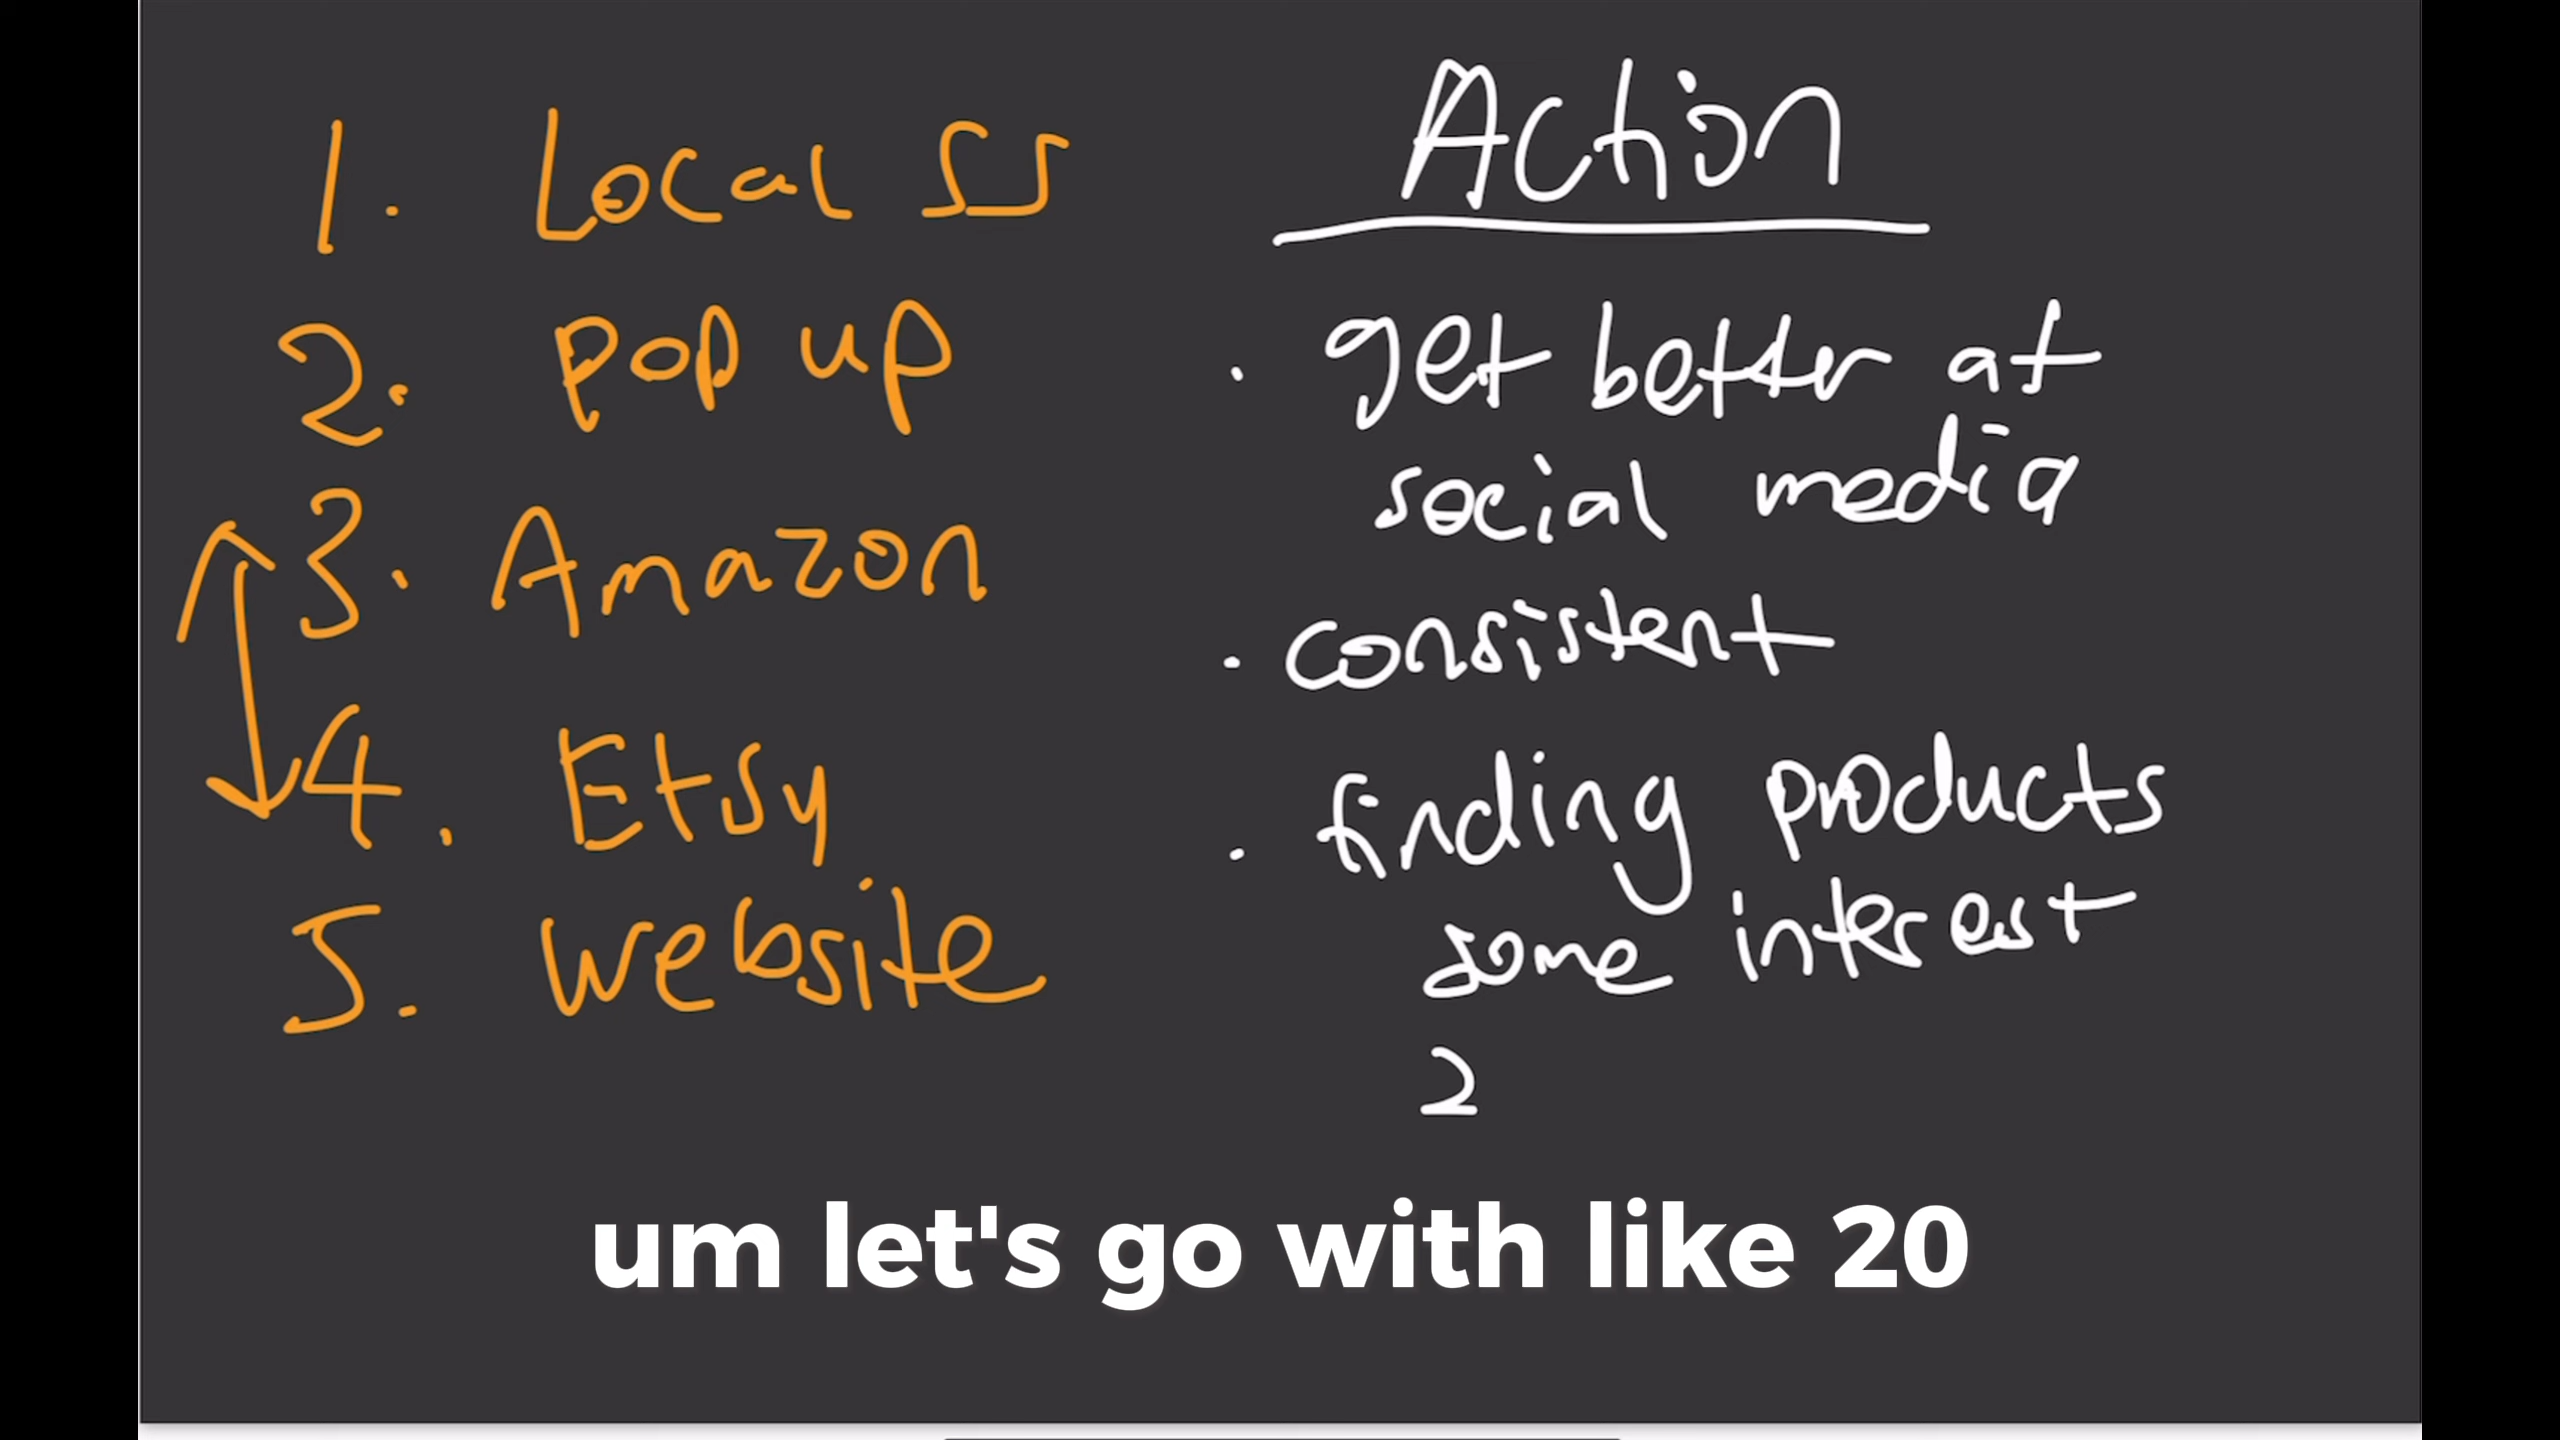 1. Local SS
2. pop up
3. Amazon
4. Etsy
5. website
Action
· get better at
social media
· consistent
· finding products
some interest
2
um let's go with like 20